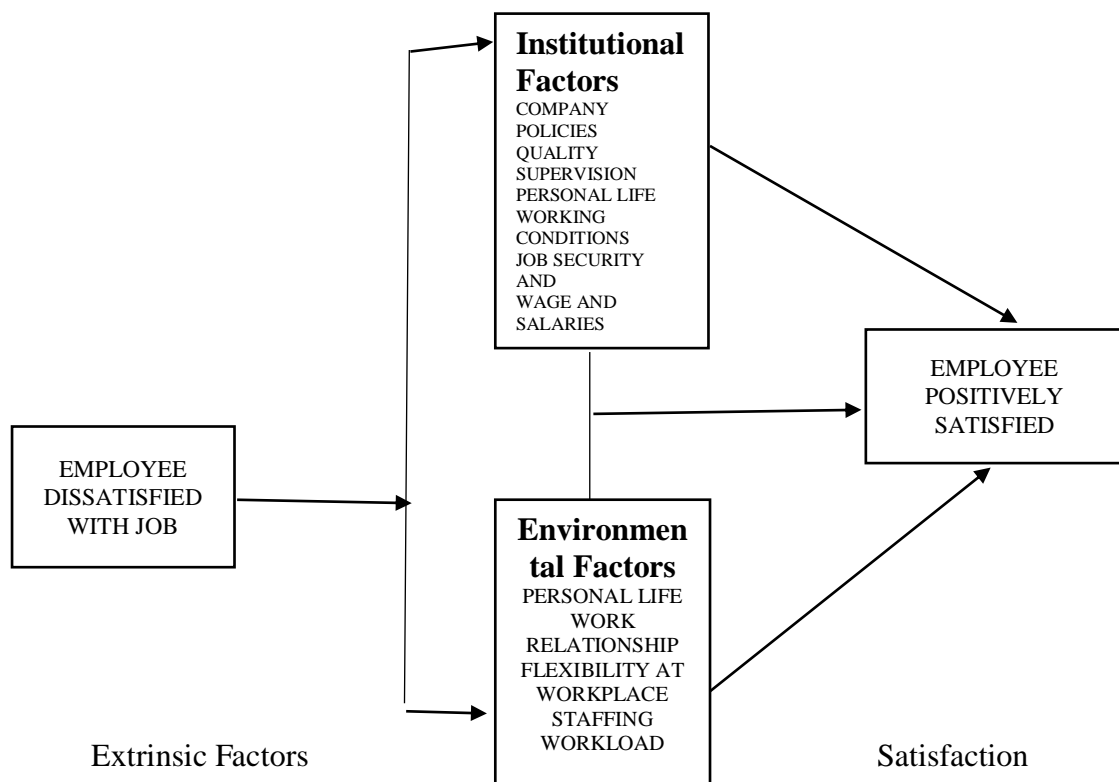 Institutional
Factors
COMPANY
POLICIES
QUALITY
SUPERVISION
PERSONAL LIFE
WORKING
CONDITIONS
JOB SECURITY
AND
WAGE AND
SALARIES
EMPLOYEE
POSITIVELY
SATISFIED
EMPLOYEE
DISSATISFIED
WITH JOB
Environmen
tal Factors
PERSONAL LIFE
WORK
RELATIONSHIP
FLEXIBILITY AT
WORKPLACE
STAFFING
WORKLOAD
Extrinsic Factors
Satisfaction